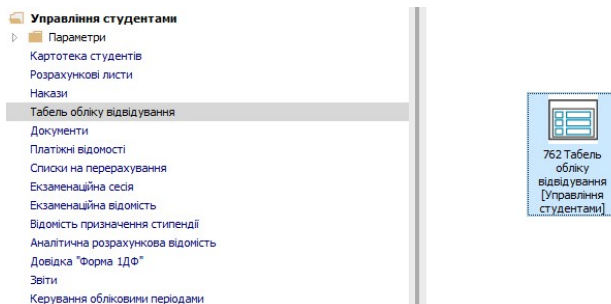 Управління студентами
Параметри
Картотека студентів
Розрахункові листи
Накази
Табель обліку відвідування
Документи
Платіжні відомості
Списки на перерахування
Екзаменаційна сесія
Екзаменаційна відомість
Відомість призначення стипендії
Аналітична розрахункова відомість
Довідка "Форма 1ДФ"
Звіти
Керування обліковими періодами
762 Табель
обліку
відвідування
[Управління
студентами]